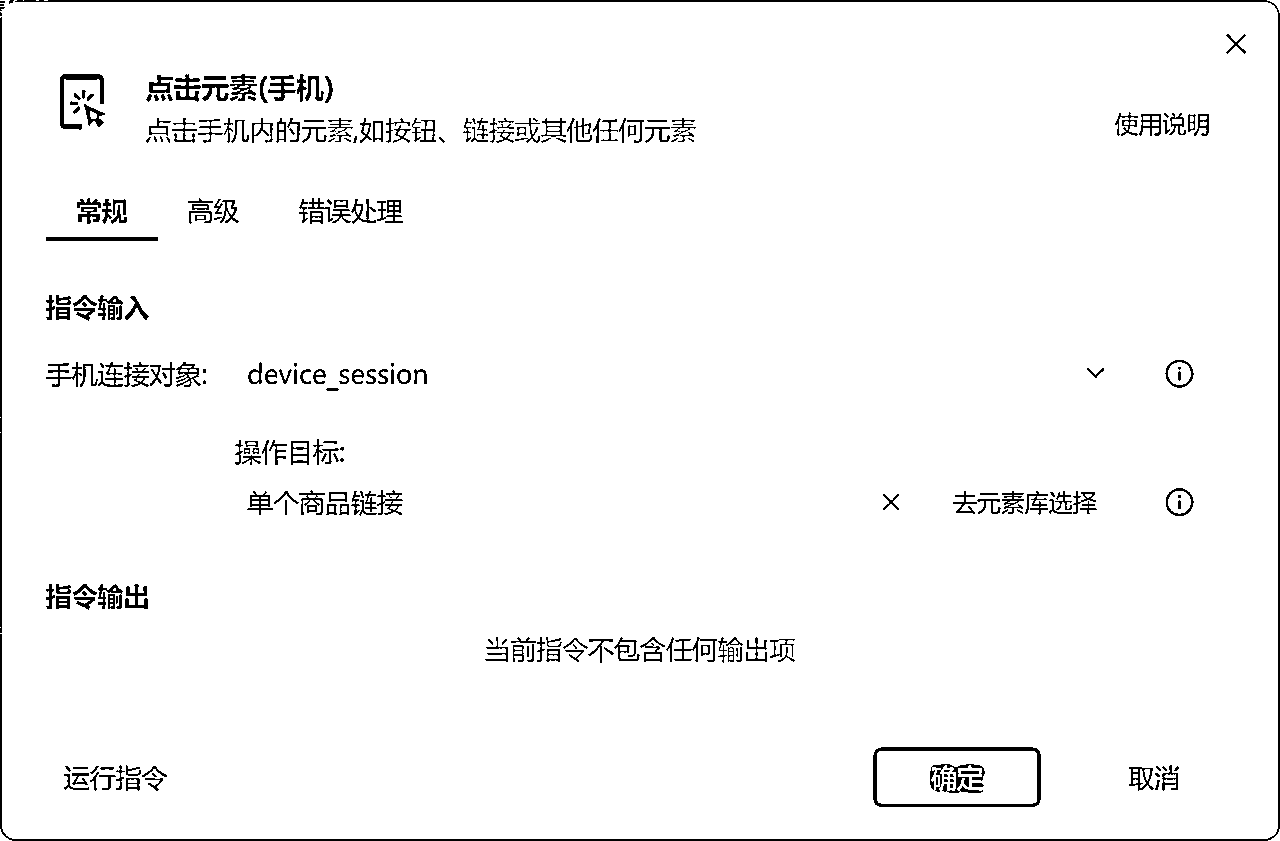 点击元素(手机)
点击手机内的元素,如按钮、链接或其他任何元素
使用说明
常规 高级 错误处理
指令输入
手机连接对象: device_session
操作目标:
单个商品链接 去元素库选择
指令输出
当前指令不包含任何输出项
运行指令 确定 取消